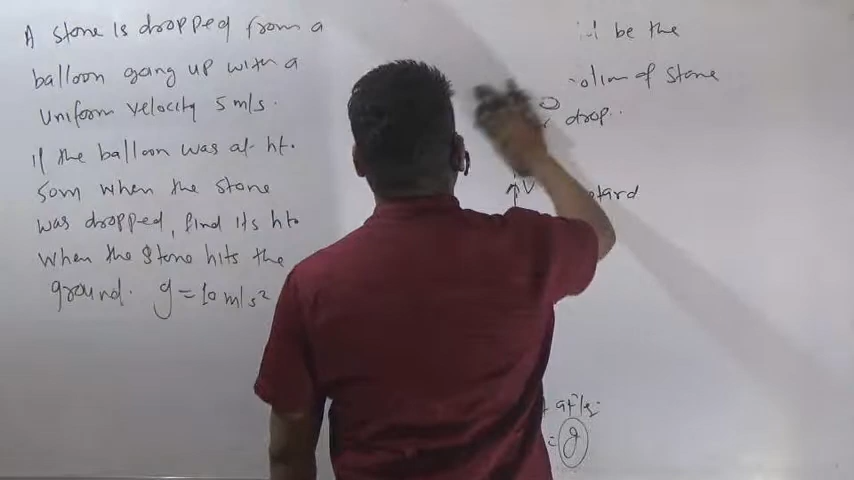 A stone is dropped from a
balloon going up with a
uniform velocity 5 m/s.
if the balloon was at ht.
50m when the stone
was dropped, find its ht.
when the stone hits the
ground. g = 10 m/s²
be the
of stone
drop..
V
= g